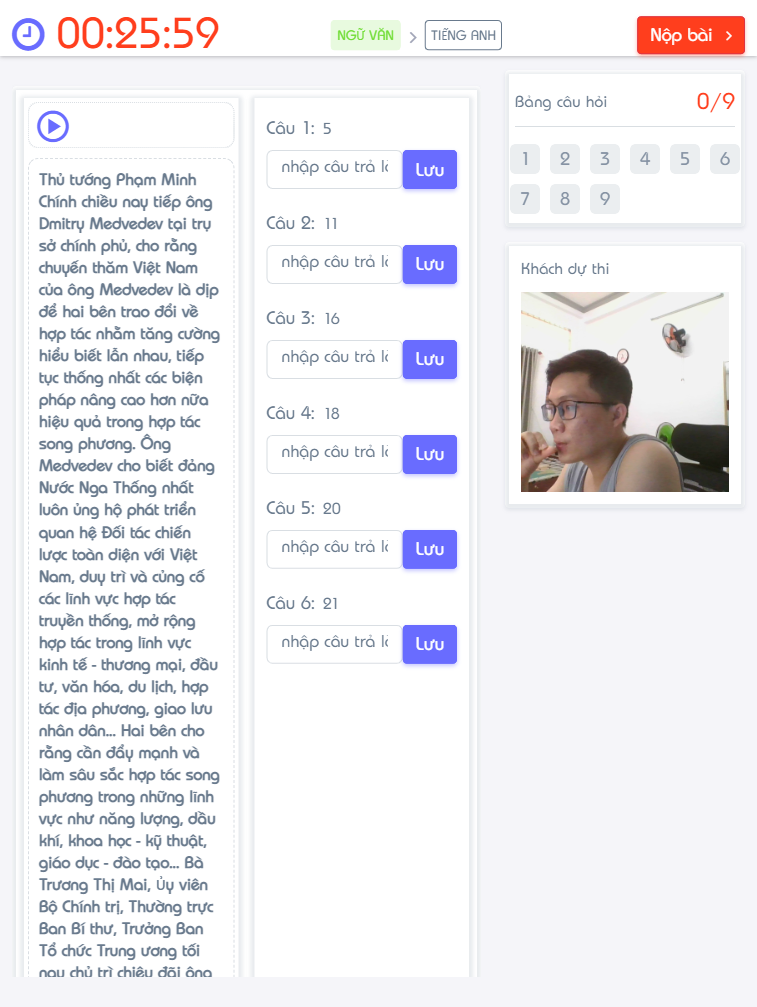 00:25:59
NGỮ VĂN
TIẾNG ANH
Nộp bài
Thủ tướng Phạm Minh
Chính chiều nay tiếp ông
Dmitry Medvedev tại trụ
sở chính phủ, cho rằng
chuyến thăm Việt Nam
của ông Medvedev là dịp
để hai bên trao đổi về
hợp tác nhằm tăng cường
hiểu biết lẫn nhau, tiếp
tục thống nhất các biện
pháp nâng cao hơn nữa
hiệu quả trong hợp tác
song phương. Ông
Medvedev cho biết đảng
Nước Nga Thống nhất
luôn ủng hộ phát triển
quan hệ Đối tác chiến
lược toàn diện với Việt
Nam, duy trì và củng cố
các lĩnh vực hợp tác
truyền thống, mở rộng
hợp tác trong lĩnh vực
kinh tế - thương mại, đầu
tư, văn hóa, du lịch, hợp
tác địa phương, giao lưu
nhân dân... Hai bên cho
rằng cần đẩy mạnh và
làm sâu sắc hợp tác song
phương trong những lĩnh
vực như năng lượng, dầu
khí, khoa học - kỹ thuật,
giáo dục - đào tạo... Bà
Trương Thị Mai, Ủy viên
Bộ Chính trị, Thường trực
Ban Bí thư, Trưởng Ban
Tổ chức Trung ương tối
nay chủ trì chiêu đãi ông
Câu 1: 5
nhập câu trả lờ
Lưu
Câu 2: 11
nhập câu trả lờ
Lưu
Câu 3: 16
nhập câu trả lờ
Lưu
Câu 4: 18
nhập câu trả lờ
Lưu
Câu 5: 20
nhập câu trả lờ
Lưu
Câu 6: 21
nhập câu trả lờ
Lưu
Bảng câu hỏi 0/9
1 2 3 4 5 6
7 8 9
Khách dự thi